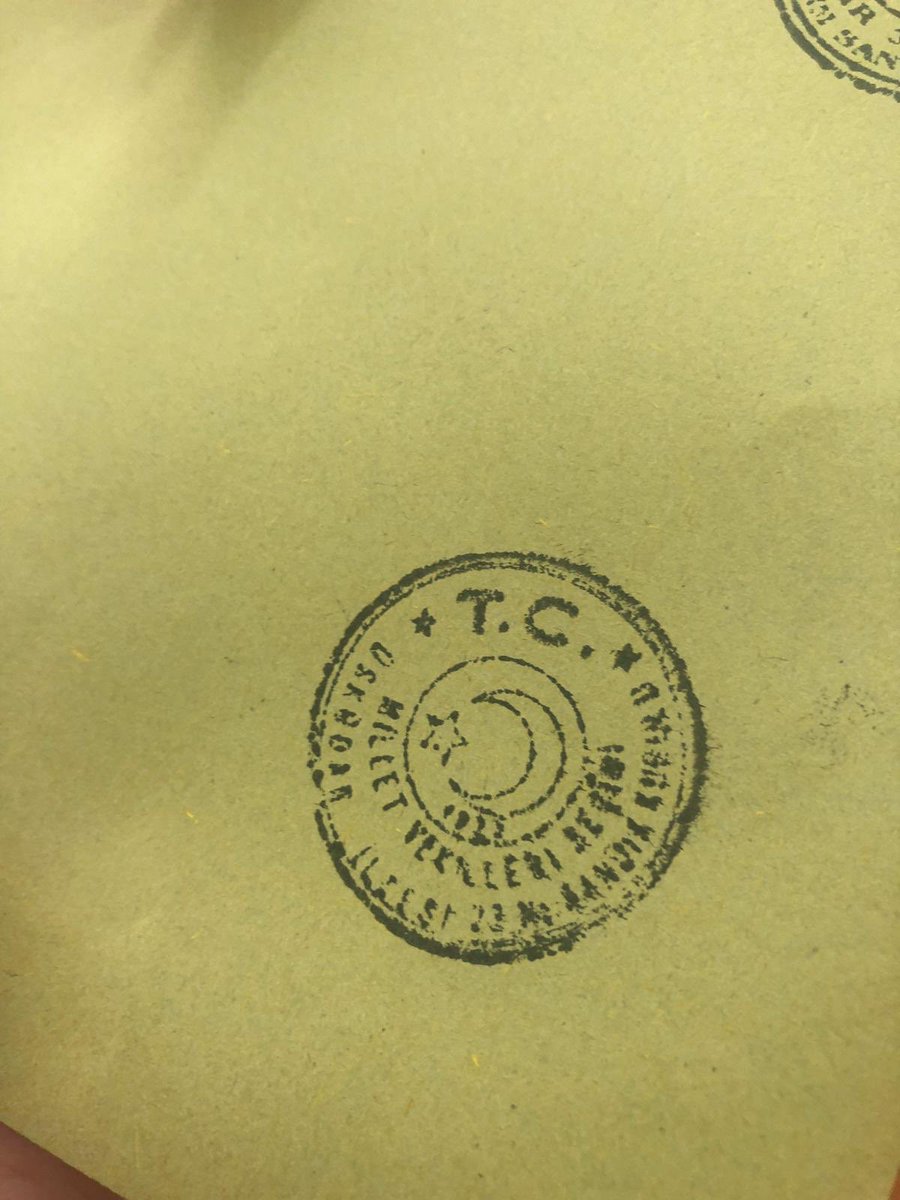 ★ T.C. ★
ÜSKÜDAR İLÇESİ 23 No SANDIK KURULU
MİLLET VEKİLLERİ SEÇİMİ